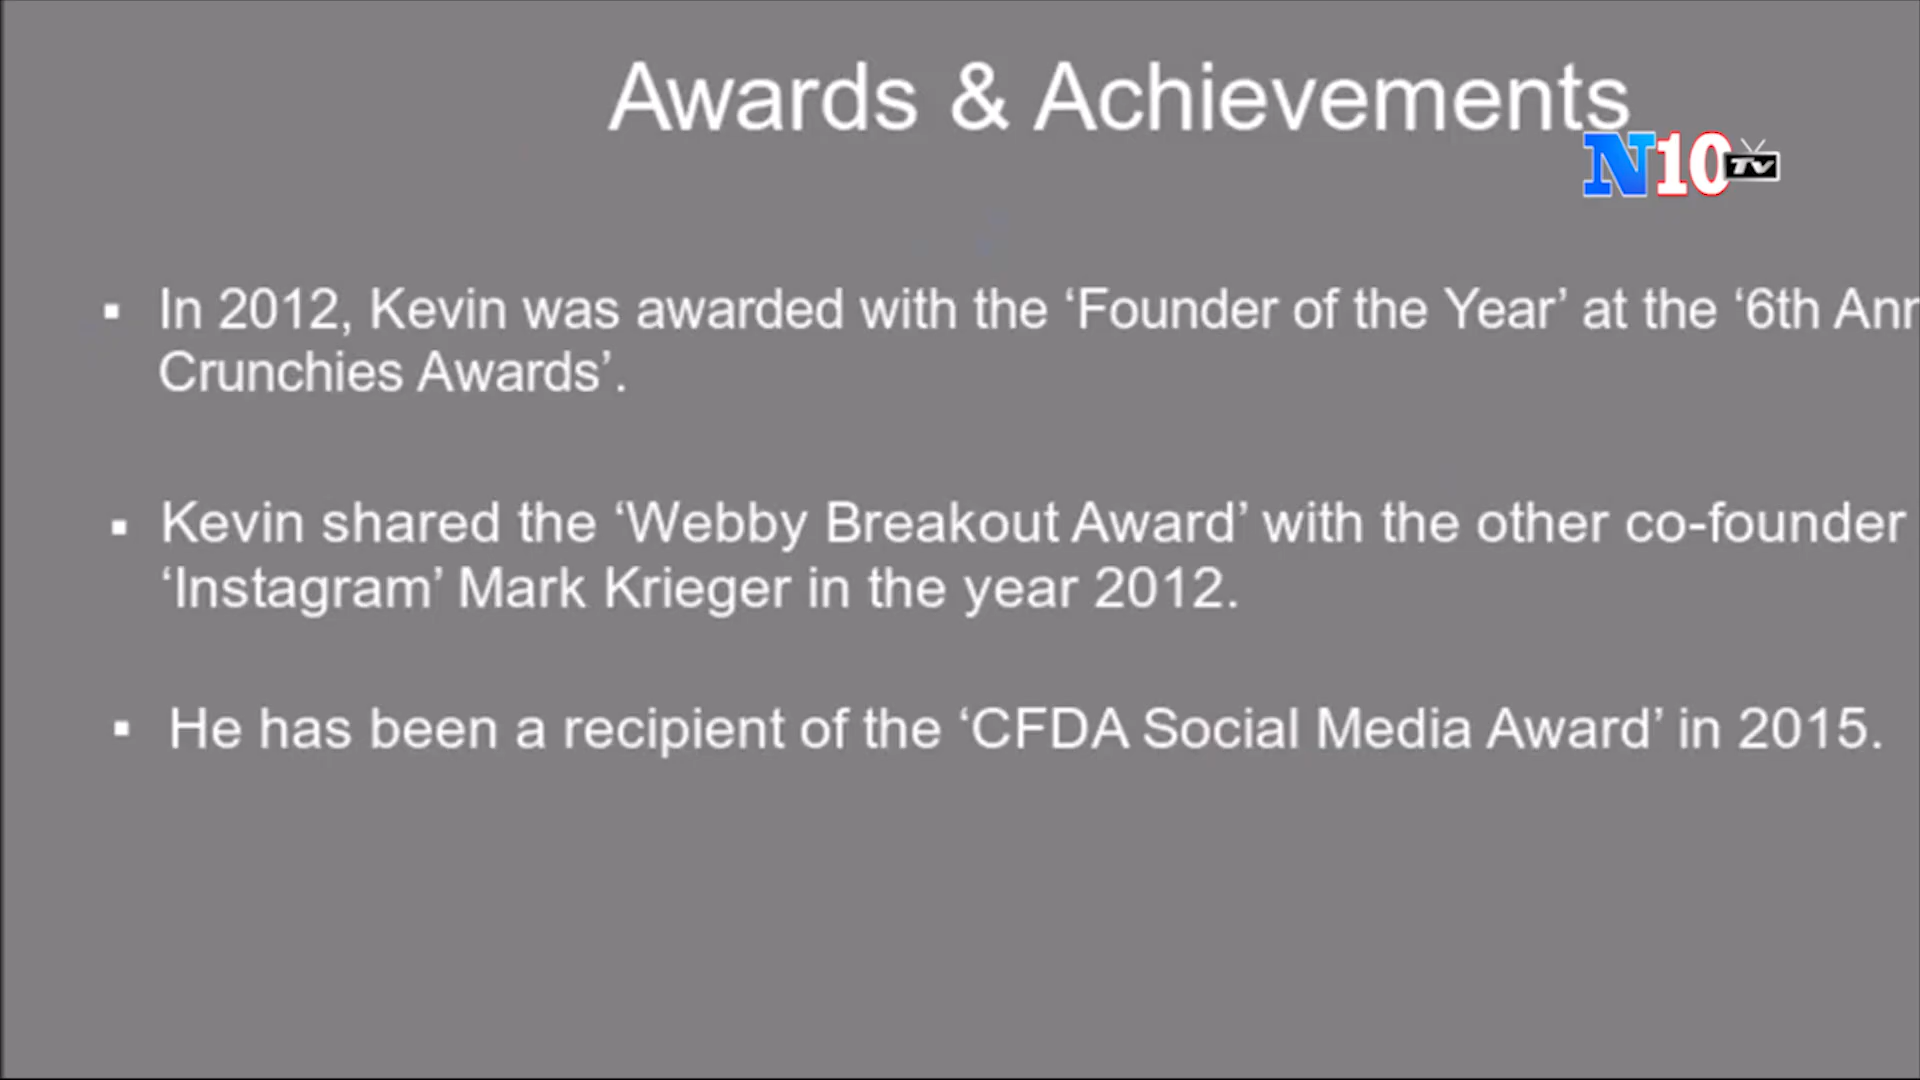 Awards & Achievements
N10 TV
▪ In 2012, Kevin was awarded with the ‘Founder of the Year’ at the ‘6th
Crunchies Awards’.
▪ Kevin shared the ‘Webby Breakout Award’ with the other co-founder
‘Instagram’ Mark Krieger in the year 2012.
▪ He has been a recipient of the ‘CFDA Social Media Award’ in 2015.